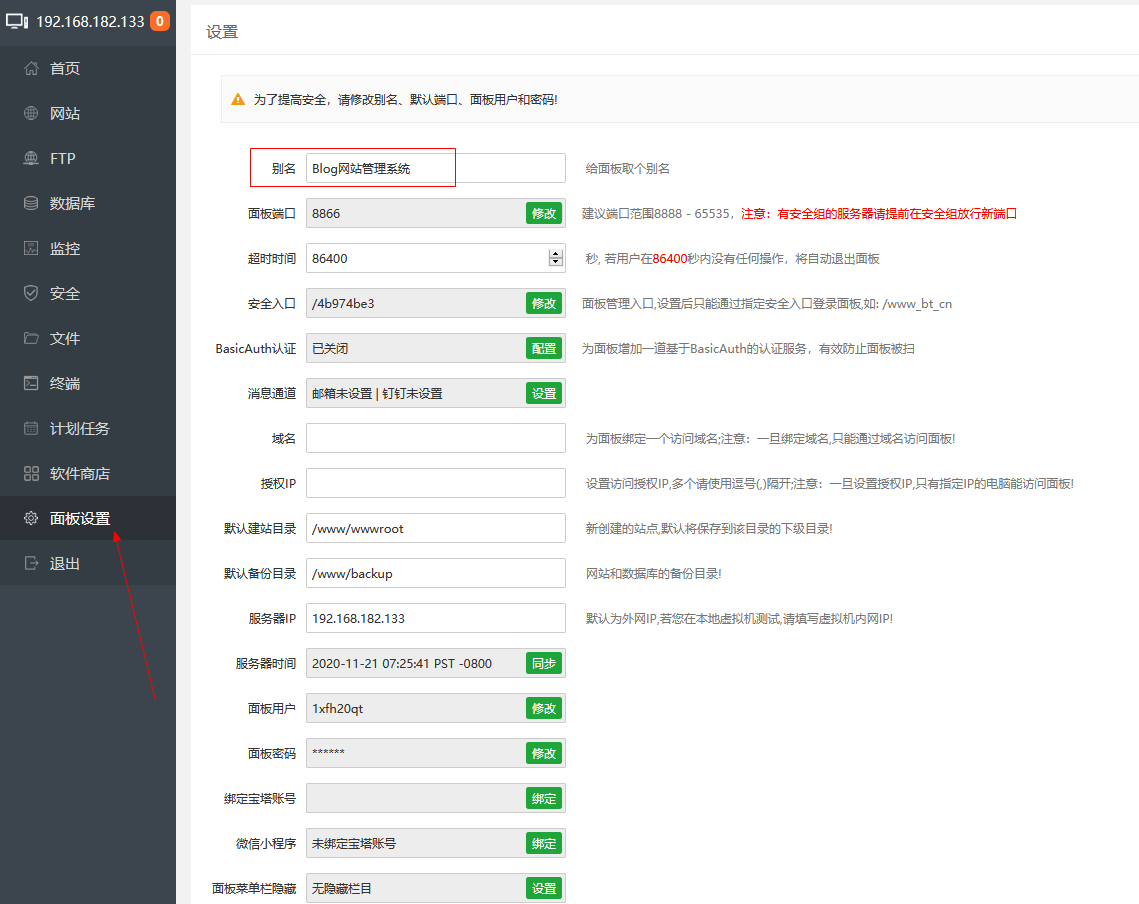 192.168.182.133 0
首页
网站
FTP
数据库
监控
安全
文件
终端
计划任务
软件商店
面板设置
退出
设置
为了提高安全，请修改别名、默认端口、面板用户和密码!
别名 Blog网站管理系统 给面板取个别名
面板端口 8866 修改 建议端口范围8888 - 65535，注意：有安全组的服务器请提前在安全组放行新端口
超时时间 86400 秒, 若用户在86400秒内没有任何操作，将自动退出面板
安全入口 /4b974be3 修改 面板管理入口,设置后只能通过指定安全入口登录面板,如: /www_bt_cn
BasicAuth认证 已关闭 配置 为面板增加一道基于BasicAuth的认证服务，有效防止面板被扫
消息通道 邮箱未设置 | 钉钉未设置 设置
域名 为面板绑定一个访问域名;注意：一旦绑定域名,只能通过域名访问面板!
授权IP 设置访问授权IP,多个请使用逗号(,)隔开;注意：一旦设置授权IP,只有指定IP的电脑能访问面板!
默认建站目录 /www/wwwroot 新创建的站点,默认将保存到该目录的下级目录!
默认备份目录 /www/backup 网站和数据库的备份目录!
服务器IP 192.168.182.133 默认为外网IP,若您在本地虚拟机测试,请填写虚拟机内网IP!
服务器时间 2020-11-21 07:25:41 PST -0800 同步
面板用户 1xfh20qt 修改
面板密码 ****** 修改
绑定宝塔账号 绑定
微信小程序 未绑定宝塔账号 绑定
面板菜单栏隐藏 无隐藏栏目 设置